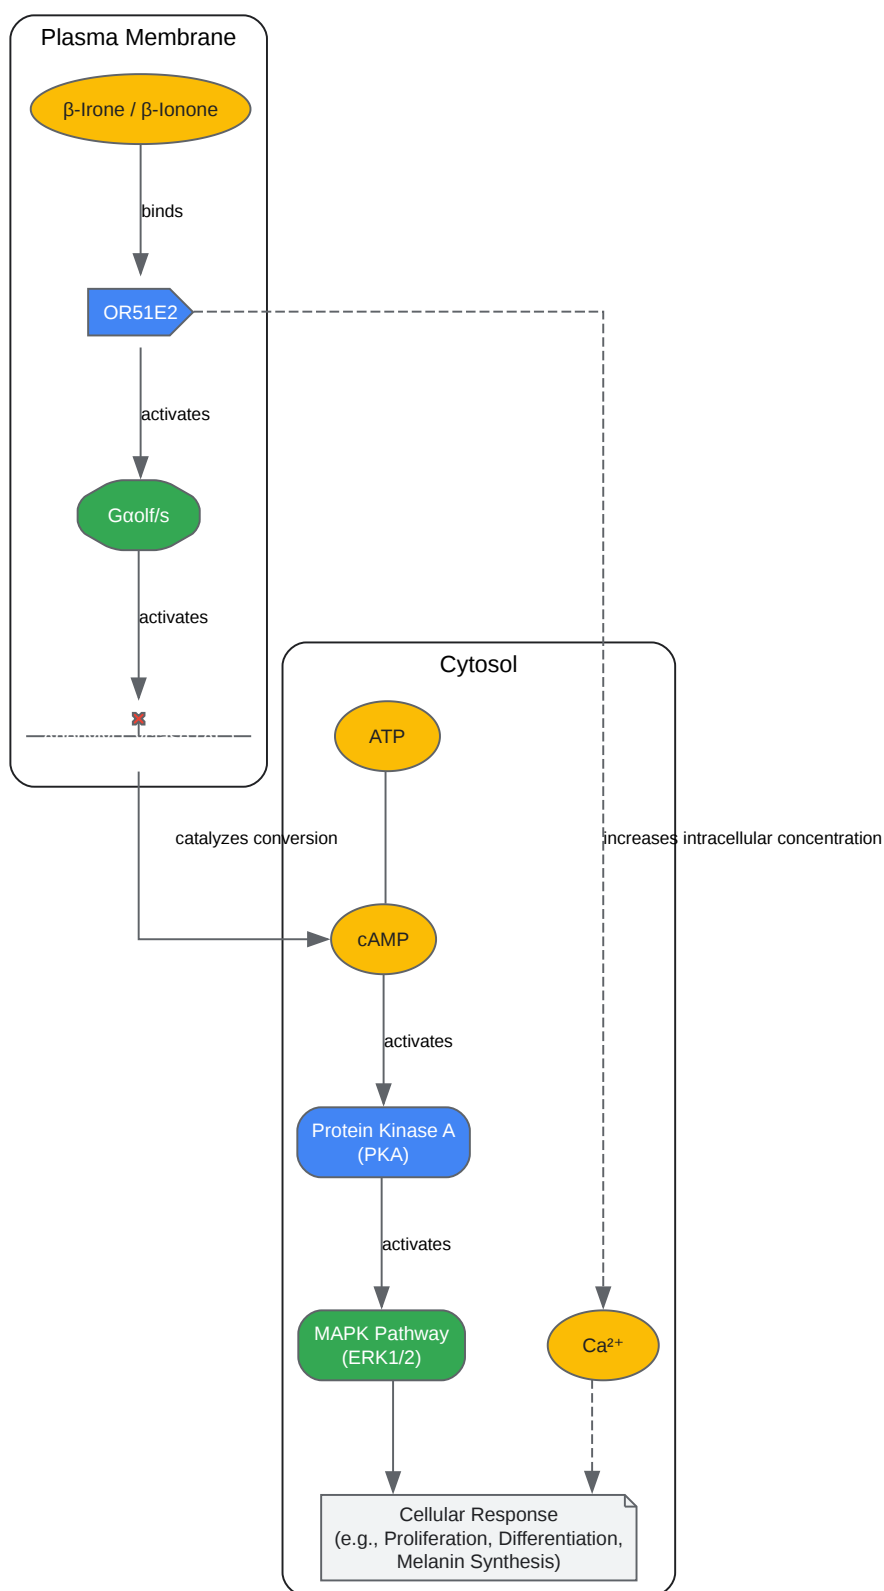 Plasma Membrane
β-Irone / β-Ionone
binds
OR51E2
activates
Gαolf/s
activates
Cytosol
ATP
catalyzes conversion
increases intracellular concentration
cAMP
activates
Protein Kinase A
(PKA)
activates
MAPK Pathway
(ERK1/2)
Ca²⁺
Cellular Response
(e.g., Proliferation, Differentiation,
Melanin Synthesis)